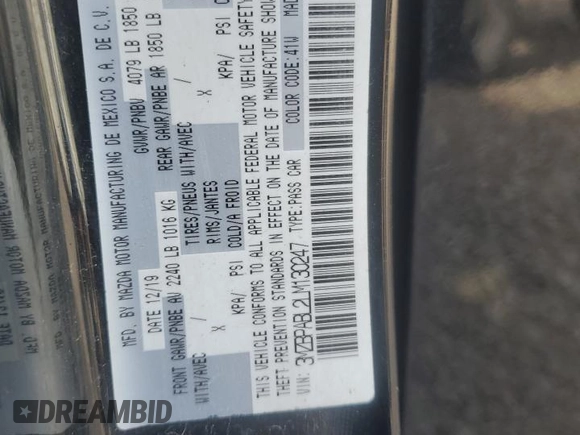 MFD. BY MAZDA MOTOR MANUFACTURING DE MEXICO S.A. DE C.V.
DATE 12/19 GVWR/PNBV 4079 LB 1850
FRONT GAWR/PNBE AV 2240 LB 1016 KG REAR GAWR/PNBE AR 1850 LB
WITH/AVEC TIRES/PNEUS WITH/AVEC
X RIMS/JANTES X
KPA/ PSI COLD/A FROID KPA/ PSI
THIS VEHICLE CONFORMS TO ALL APPLICABLE FEDERAL MOTOR VEHICLE SAFETY
THEFT PREVENTION STANDARDS IN EFFECT ON THE DATE OF MANUFACTURE SHOW
VIN: 3MZBPABL2LM130247 TYPE:PASS CAR COLOR CODE:41W MAD
DREAMBID